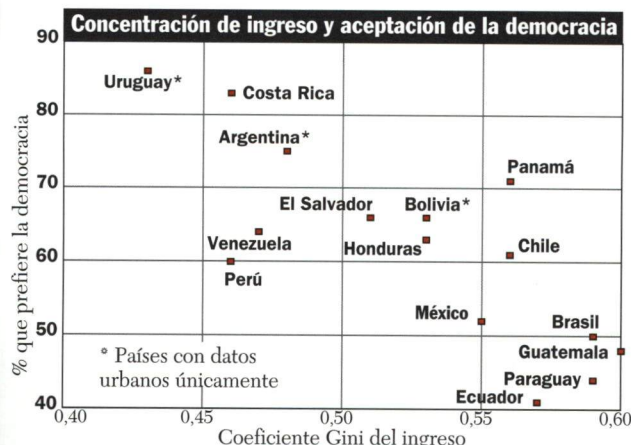 Concentración de ingreso y aceptación de la democracia
% que prefiere la democracia
90
80
70
60
50
40
Uruguay*
Costa Rica
Argentina*
Panamá
El Salvador
Bolivia*
Venezuela
Honduras
Chile
Perú
México
Brasil
Guatemala
Paraguay
Ecuador
* Países con datos
urbanos únicamente
0,40
0,45
0,50
0,55
0,60
Coeficiente Gini del ingreso